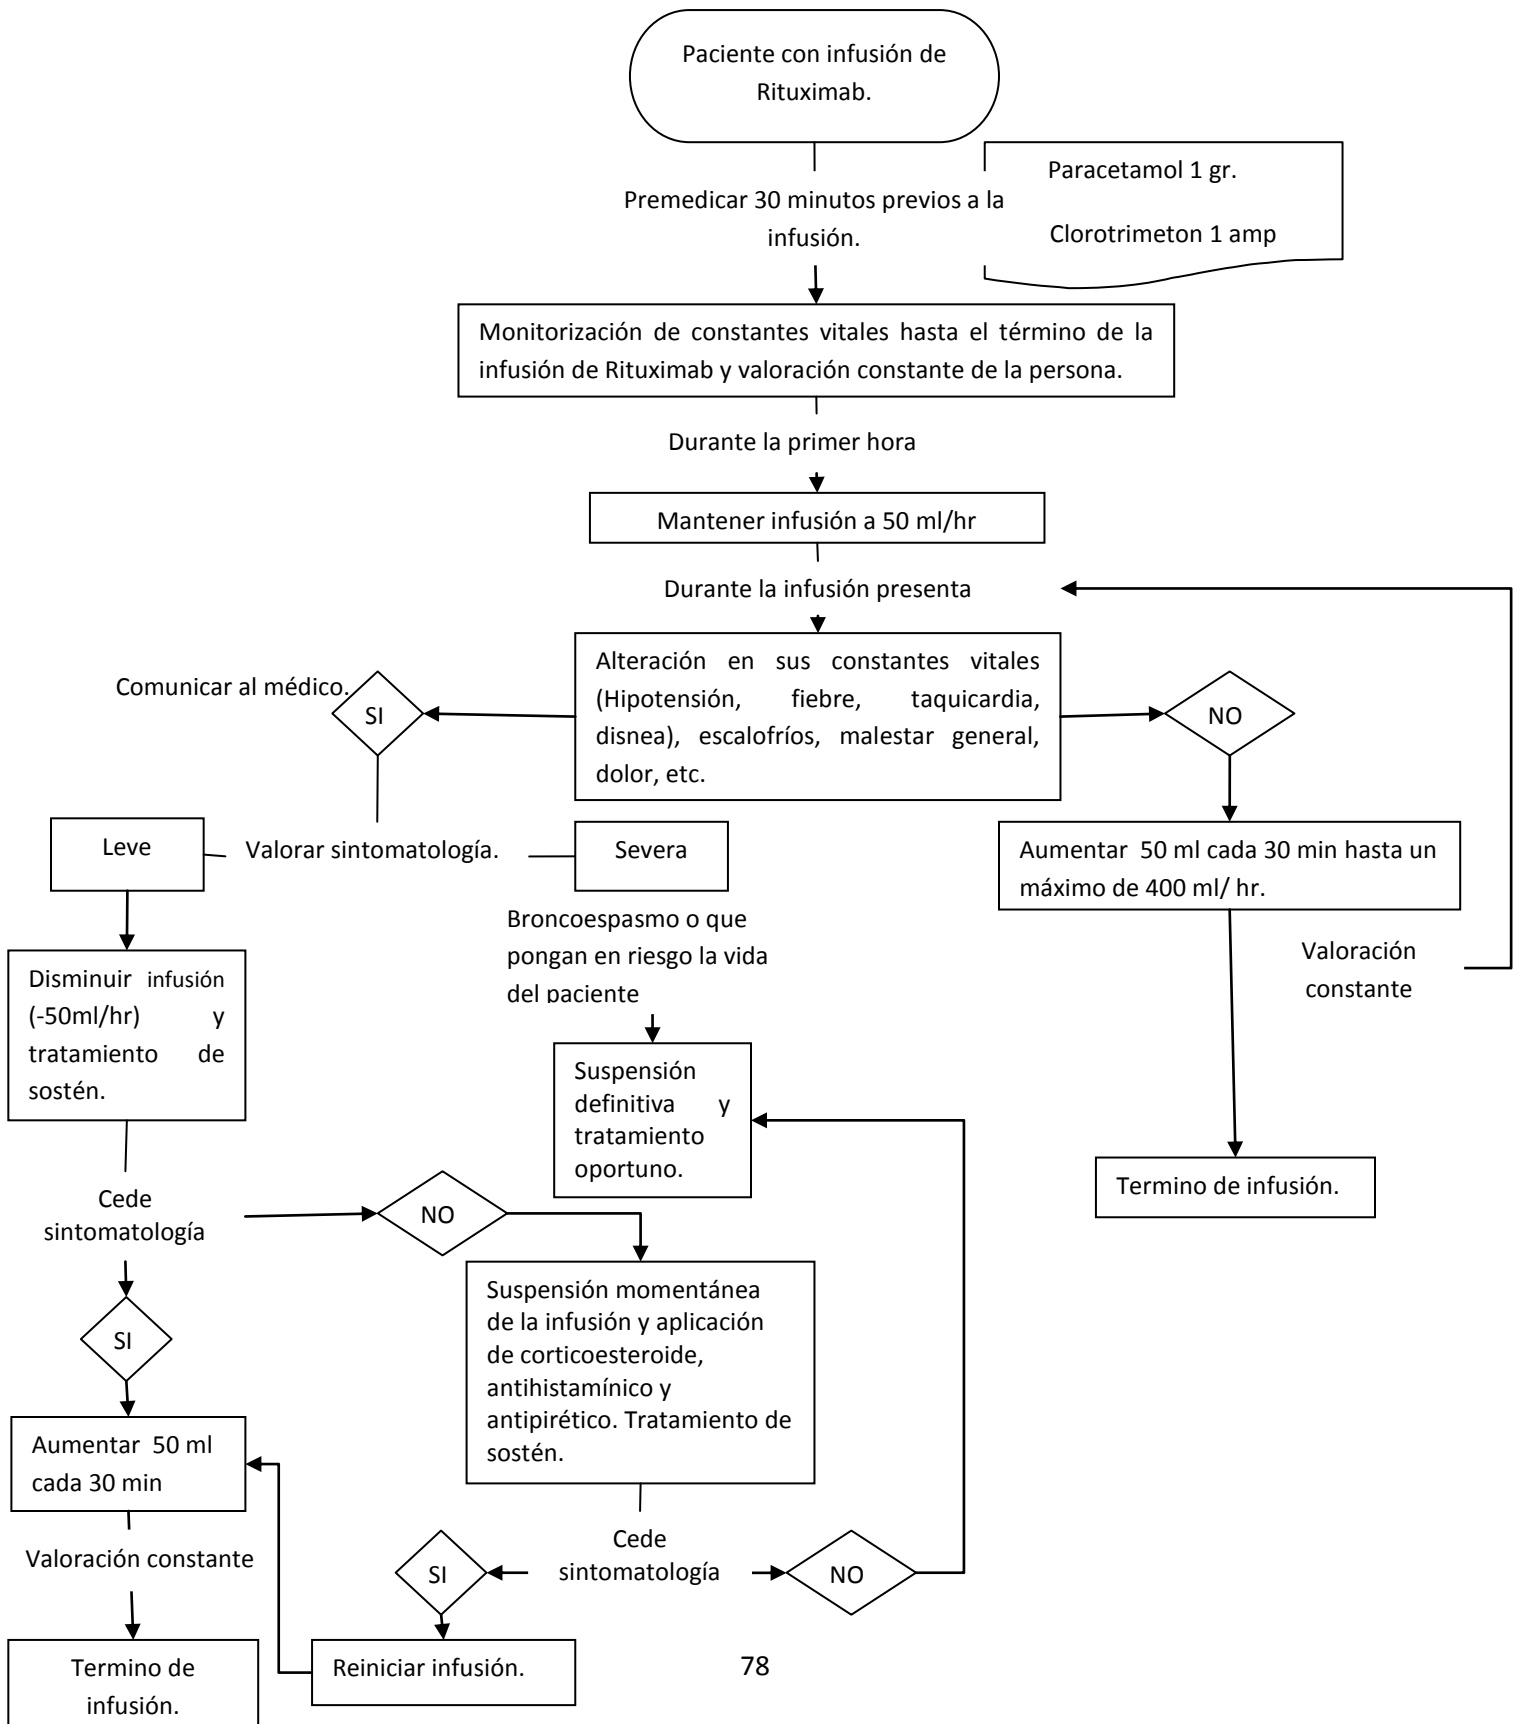 Paciente con infusión de
Rituximab.
Paracetamol 1 gr.
Clorotrimeton 1 amp
Premedicar 30 minutos previos a la
infusión.
Monitorización de constantes vitales hasta el término de la
infusión de Rituximab y valoración constante de la persona.
Durante la primer hora
Mantener infusión a 50 ml/hr
Durante la infusión presenta
Alteración en sus constantes vitales
(Hipotensión, fiebre, taquicardia,
disnea), escalofríos, malestar general,
dolor, etc.
Comunicar al médico.
SI
NO
Leve
Valorar sintomatología.
Severa
Aumentar 50 ml cada 30 min hasta un
máximo de 400 ml/ hr.
Broncoespasmo o que
pongan en riesgo la vida
del paciente
Valoración
constante
Disminuir infusión
(-50ml/hr) y
tratamiento de
sostén.
Suspensión
definitiva y
tratamiento
oportuno.
Termino de infusión.
Cede
sintomatología
NO
SI
Suspensión momentánea
de la infusión y aplicación
de corticoesteroide,
antihistamínico y
antipirético. Tratamiento de
sostén.
Aumentar 50 ml
cada 30 min
Cede
sintomatología
SI
NO
Valoración constante
Reiniciar infusión.
Termino de
infusión.
78